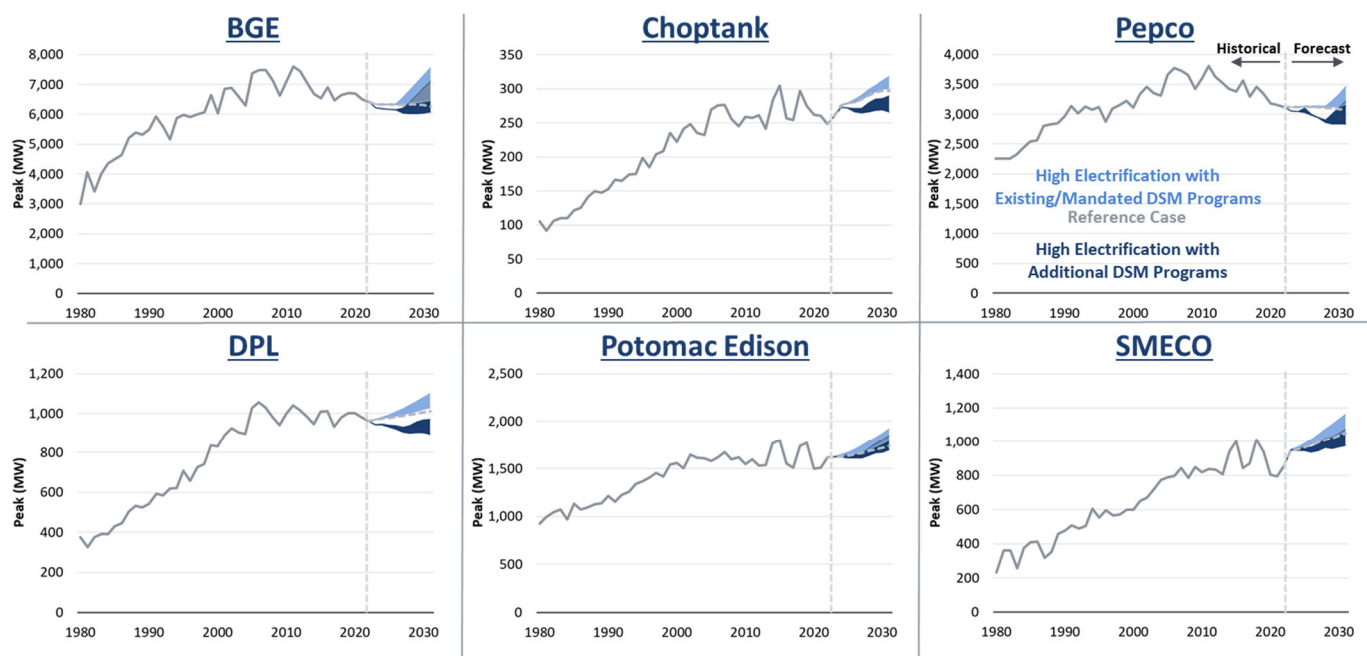 BGE
Peak (MW)
8,000
7,000
6,000
5,000
4,000
3,000
2,000
1,000
0
1980 1990 2000 2010 2020 2030
Choptank
Peak (MW)
350
300
250
200
150
100
50
0
1980 1990 2000 2010 2020 2030
Pepco
Historical Forecast
Peak (MW)
4,000
3,500
3,000
2,500
2,000
1,500
1,000
500
0
High Electrification with
Existing/Mandated DSM Programs
Reference Case
High Electrification with
Additional DSM Programs
1980 1990 2000 2010 2020 2030
DPL
Peak (MW)
1,200
1,000
800
600
400
200
0
1980 1990 2000 2010 2020 2030
Potomac Edison
Peak (MW)
2,500
2,000
1,500
1,000
500
0
1980 1990 2000 2010 2020 2030
SMECO
Peak (MW)
1,400
1,200
1,000
800
600
400
200
0
1980 1990 2000 2010 2020 2030